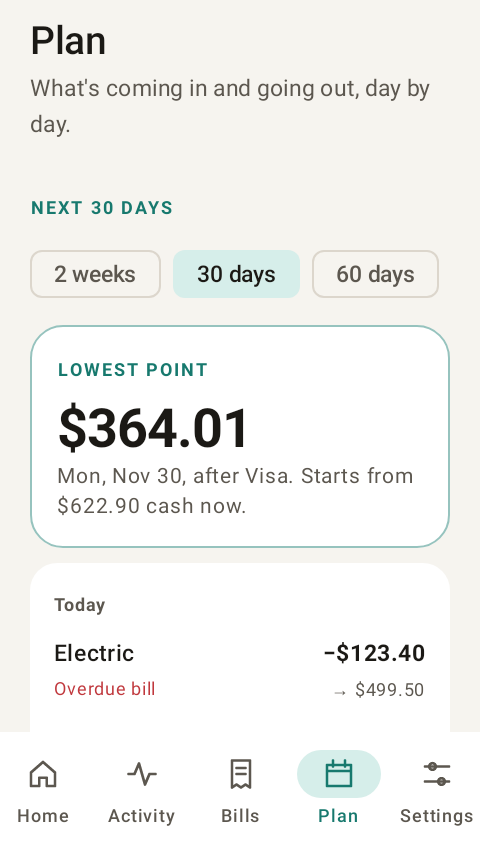 Plan
What's coming in and going out, day by
day.
NEXT 30 DAYS
2 weeks
30 days
60 days
LOWEST POINT
$364.01
Mon, Nov 30, after Visa. Starts from
$622.90 cash now.
Today
Electric
−$123.40
Overdue bill
→ $499.50
Home
Activity
Bills
Plan
Settings